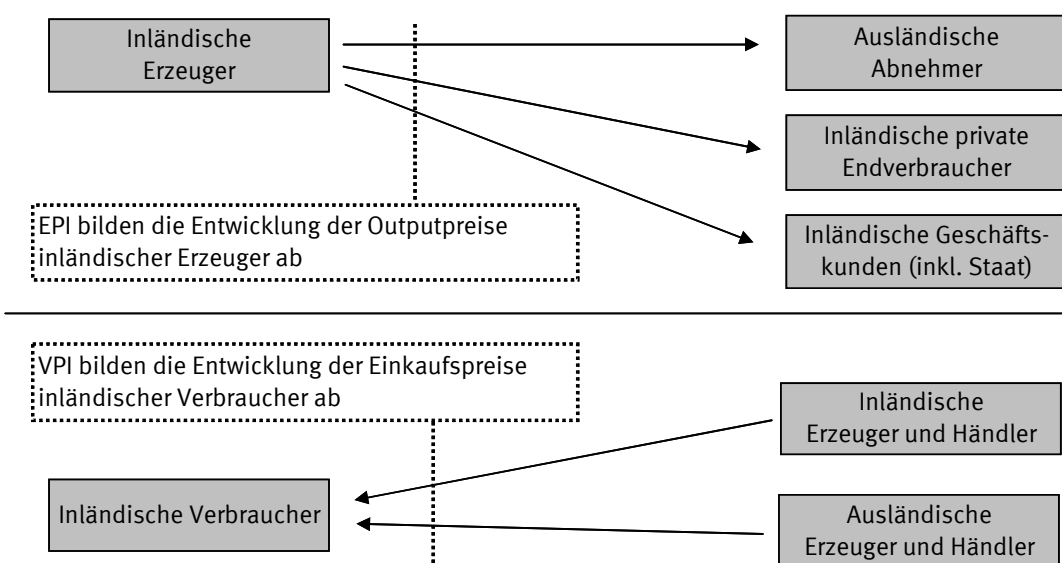 Inländische
Erzeuger
Ausländische
Abnehmer
Inländische private
Endverbraucher
EPI bilden die Entwicklung der Outputpreise
inländischer Erzeuger ab
Inländische Geschäfts-
kunden (inkl. Staat)
VPI bilden die Entwicklung der Einkaufspreise
inländischer Verbraucher ab
Inländische
Erzeuger und Händler
Inländische Verbraucher
Ausländische
Erzeuger und Händler